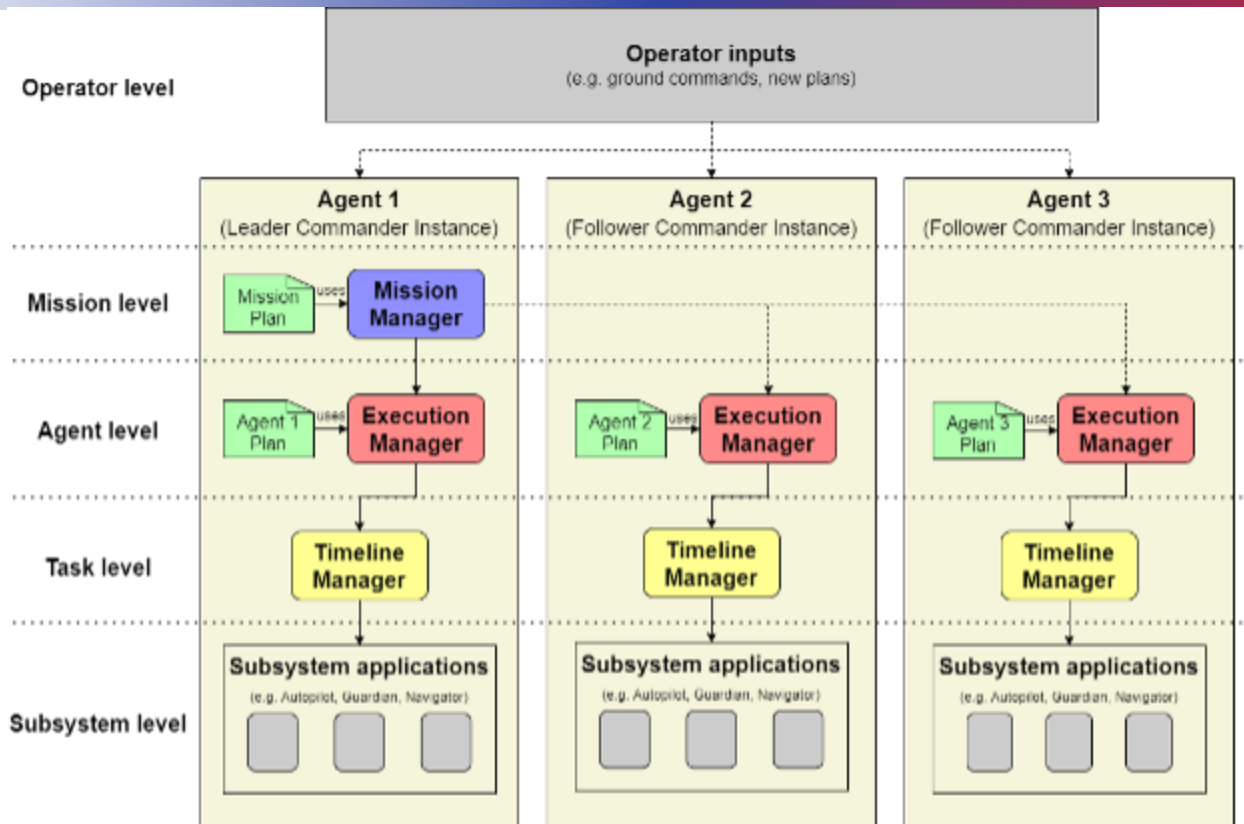 Operator level
Operator inputs
(e.g. ground commands, new plans)
Agent 1
(Leader Commander Instance)
Agent 2
(Follower Commander Instance)
Agent 3
(Follower Commander Instance)
Mission level
Mission
Plan
uses
Mission
Manager
Agent level
Agent 1
Plan
uses
Execution
Manager
Agent 2
Plan
uses
Execution
Manager
Agent 3
Plan
uses
Execution
Manager
Task level
Timeline
Manager
Timeline
Manager
Timeline
Manager
Subsystem level
Subsystem applications
(e.g. Autopilot, Guardian, Navigator)
Subsystem applications
(e.g. Autopilot, Guardian, Navigator)
Subsystem applications
(e.g. Autopilot, Guardian, Navigator)